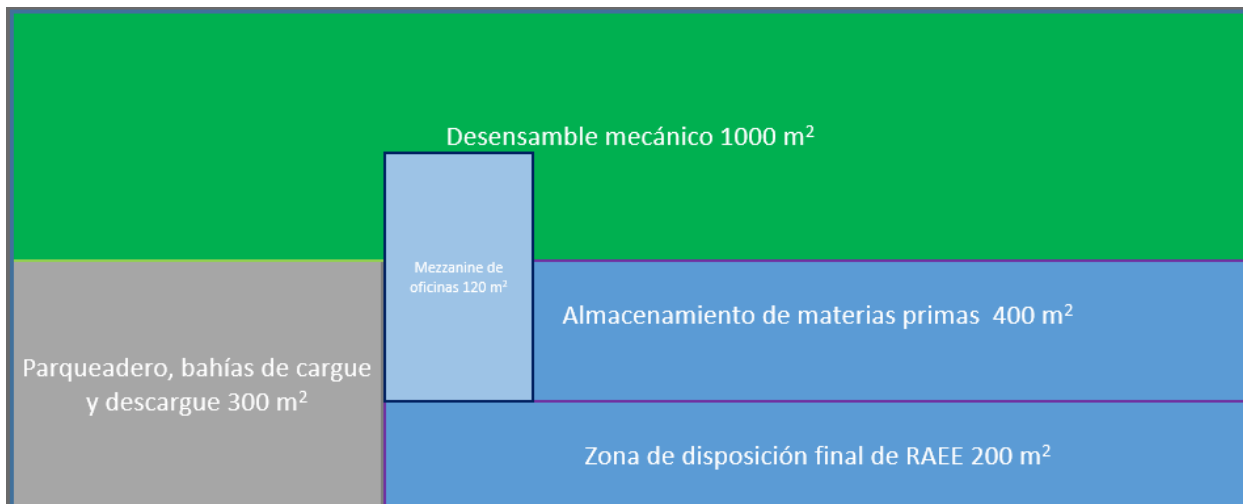 Desensamble mecánico 1000 m²
Mezzanine de
oficinas 120 m²
Almacenamiento de materias primas 400 m²
Parqueadero, bahías de cargue
y descargue 300 m²
Zona de disposición final de RAEE 200 m²